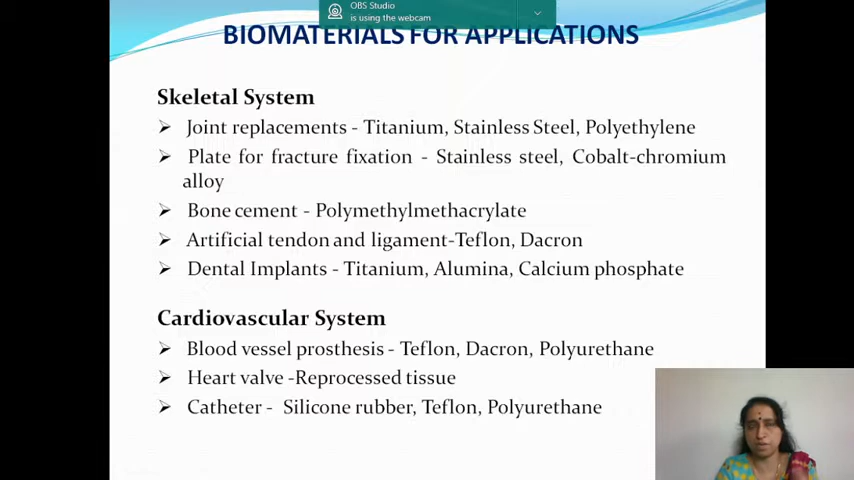 OBS Studio
is using the webcam
BIOMATERIALS FOR APPLICATIONS
Skeletal System
➢ Joint replacements - Titanium, Stainless Steel, Polyethylene
➢ Plate for fracture fixation - Stainless steel, Cobalt-chromium
alloy
➢ Bone cement - Polymethylmethacrylate
➢ Artificial tendon and ligament-Teflon, Dacron
➢ Dental Implants - Titanium, Alumina, Calcium phosphate
Cardiovascular System
➢ Blood vessel prosthesis - Teflon, Dacron, Polyurethane
➢ Heart valve -Reprocessed tissue
➢ Catheter - Silicone rubber, Teflon, Polyurethane